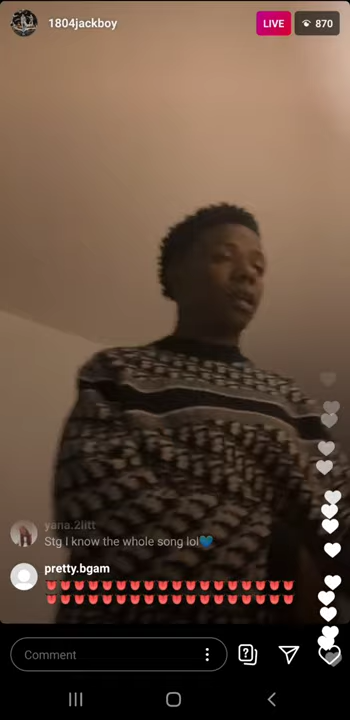 1804jackboy
LIVE
870
yana.2litt
Stg I know the whole song lol💙
pretty.bgam
Comment